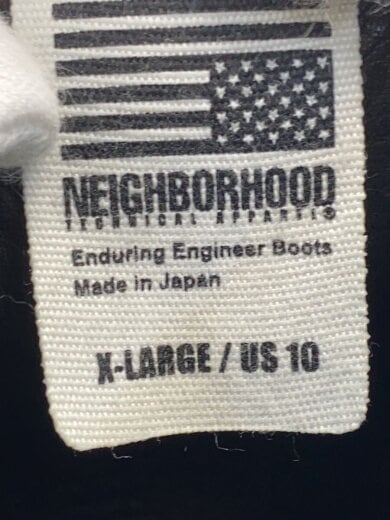 NEIGHBORHOOD
TECHNICAL APPAREL®
Enduring Engineer Boots
Made in Japan
X-LARGE / US 10